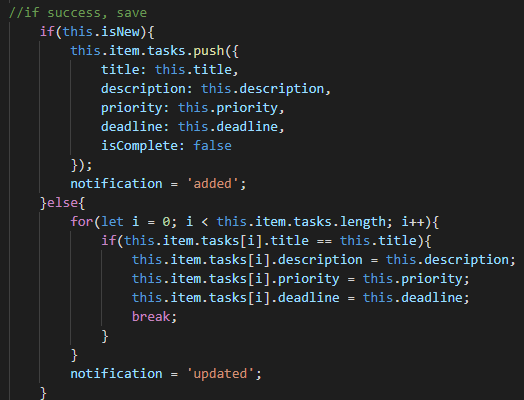 //if success, save
if(this.isNew){
this.item.tasks.push({
title: this.title,
description: this.description,
priority: this.priority,
deadline: this.deadline,
isComplete: false
});
notification = 'added';
}else{
for(let i = 0; i < this.item.tasks.length; i++){
if(this.item.tasks[i].title == this.title){
this.item.tasks[i].description = this.description;
this.item.tasks[i].priority = this.priority;
this.item.tasks[i].deadline = this.deadline;
break;
}
}
notification = 'updated';
}